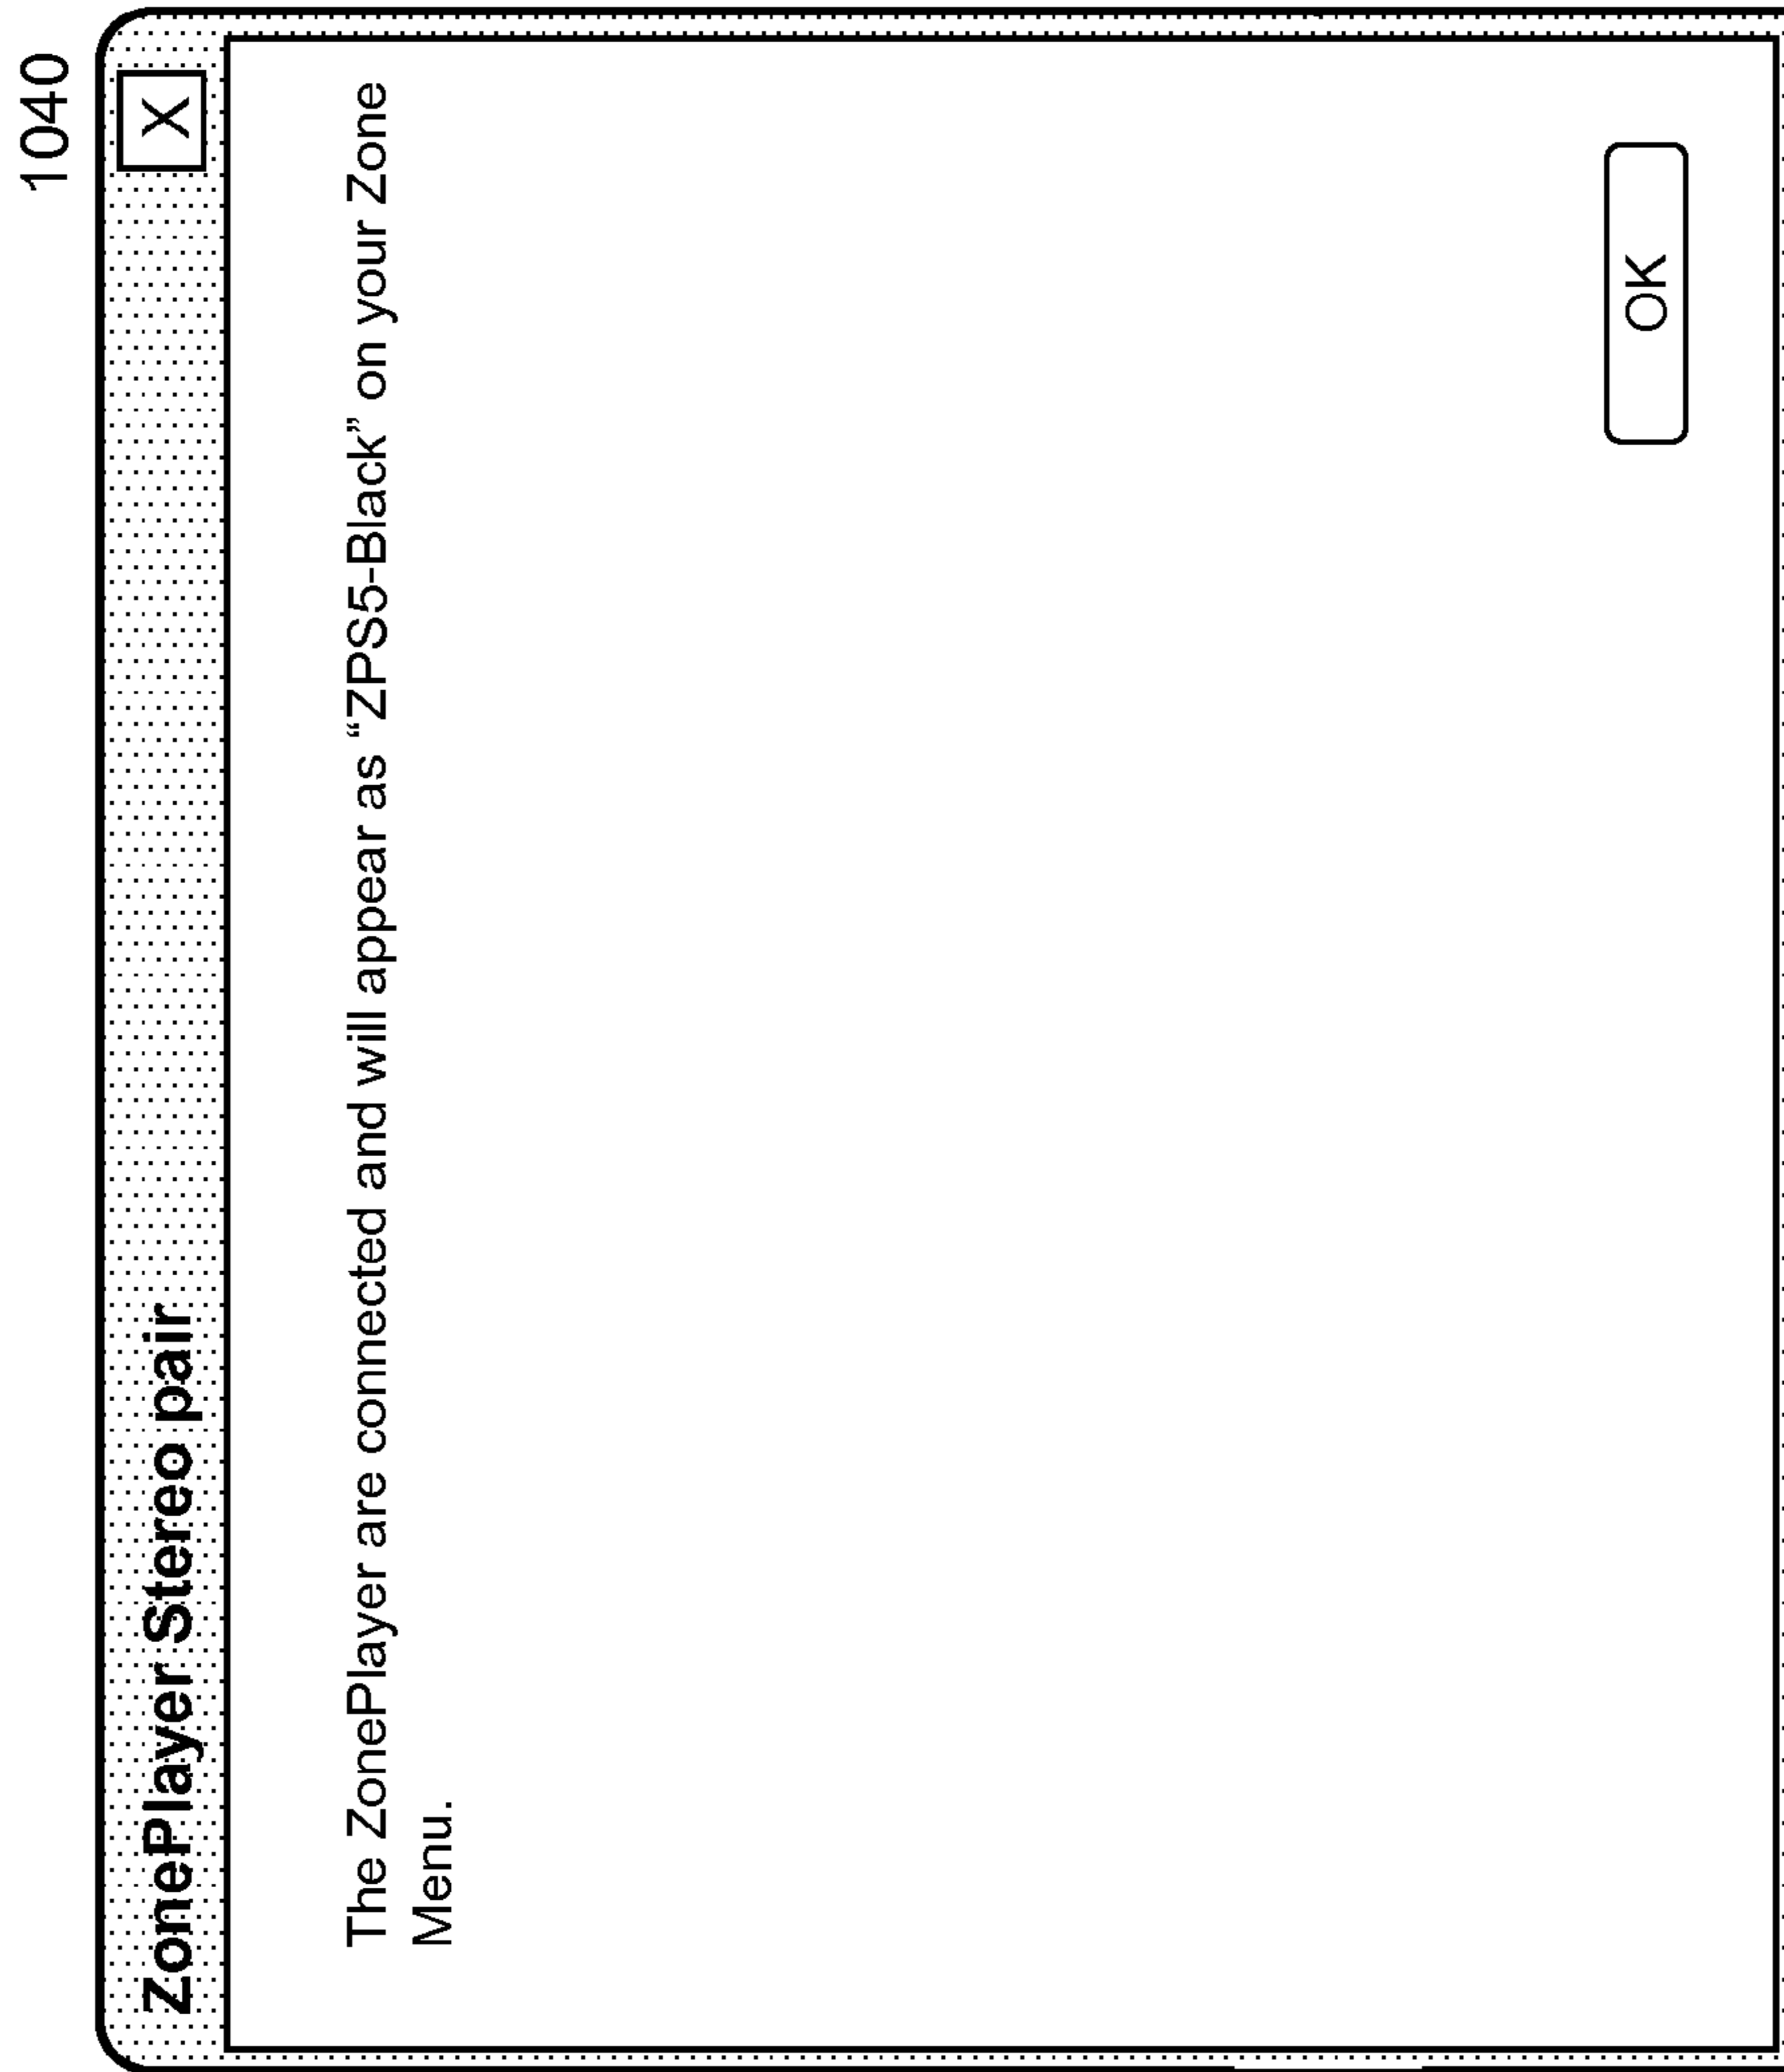 1040
ZonePlayer Stereo pair
X
The ZonePlayer are connected and will appear as “ZPS5-Black” on your Zone
Menu.
OK